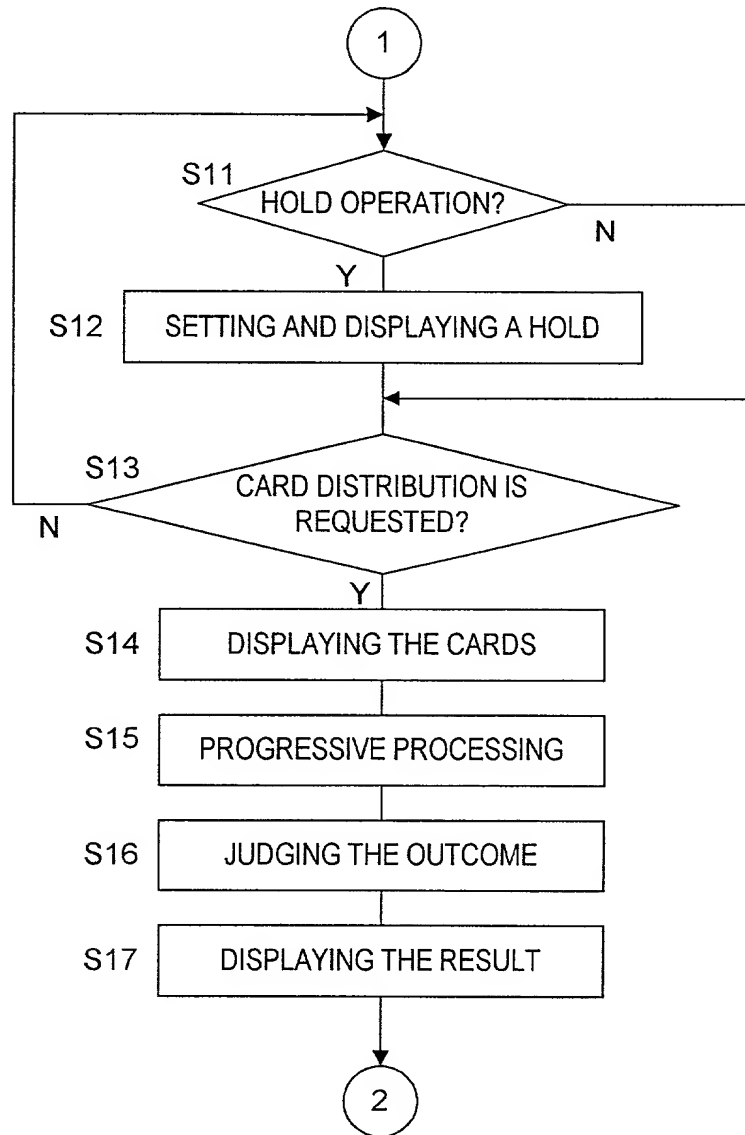 1
S11
HOLD OPERATION?
N
Y
S12
SETTING AND DISPLAYING A HOLD
S13
CARD DISTRIBUTION IS
REQUESTED?
N
Y
S14
DISPLAYING THE CARDS
S15
PROGRESSIVE PROCESSING
S16
JUDGING THE OUTCOME
S17
DISPLAYING THE RESULT
2